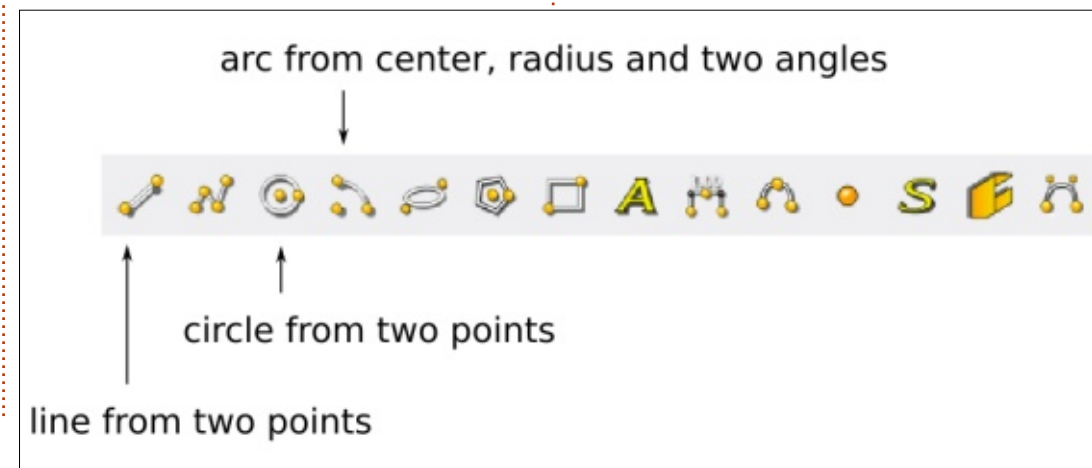 arc from center, radius and two angles
circle from two points
line from two points